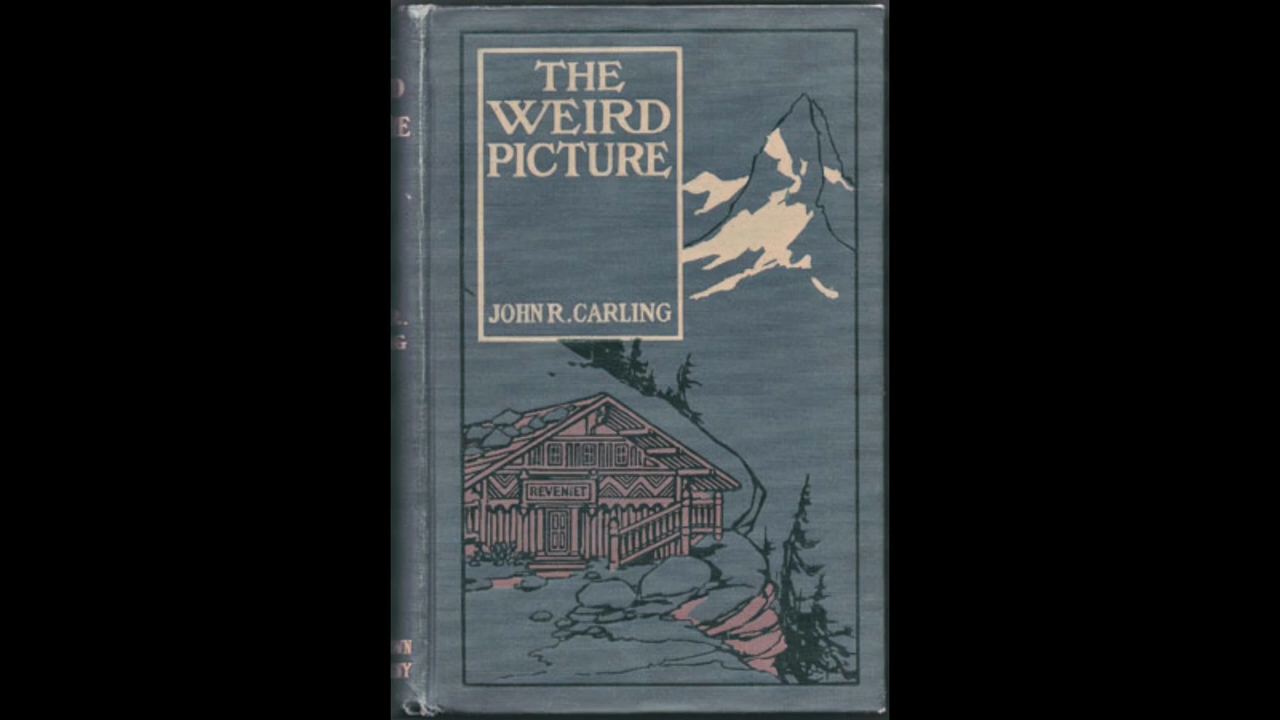 THE
WEIRD
PICTURE
JOHN R. CARLING
REVENIET